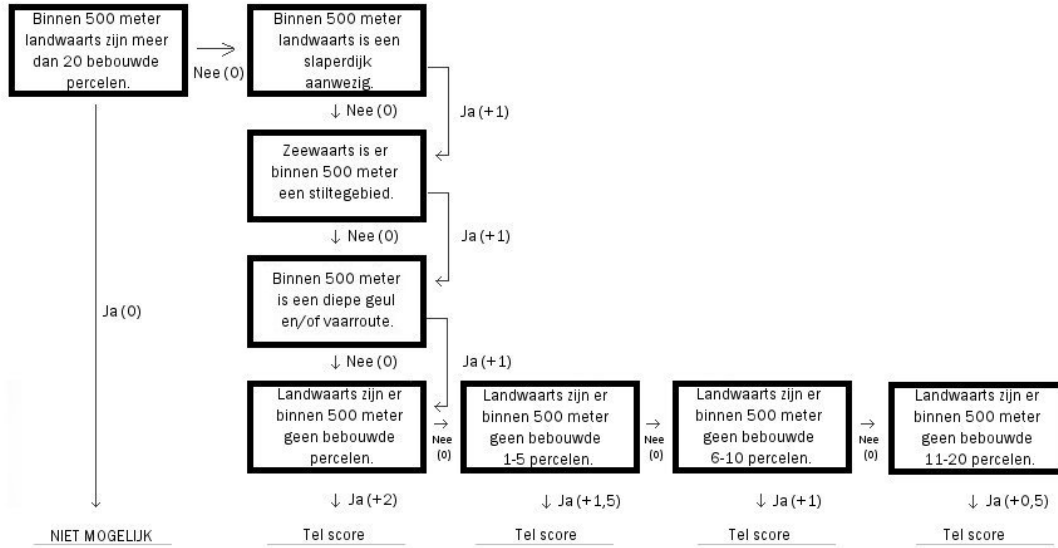 Binnen 500 meter
landwaarts zijn meer
dan 20 bebouwde
percelen.
Nee (0)
Binnen 500 meter
landwaarts is een
slaperdijk
aanwezig.
↓ Nee (0)
Ja (+1)
Zeewaarts is er
binnen 500 meter
een stiltegebied.
↓ Nee (0)
Ja (+1)
Binnen 500 meter
is een diepe geul
en/of vaarroute.
Ja (0)
↓ Nee (0)
Ja (+1)
Landwaarts zijn er
binnen 500 meter
geen bebouwde
percelen.
→
Nee
(0)
Landwaarts zijn er
binnen 500 meter
geen bebouwde
1-5 percelen.
→
Nee
(0)
Landwaarts zijn er
binnen 500 meter
geen bebouwde
6-10 percelen.
→
Nee
(0)
Landwaarts zijn er
binnen 500 meter
geen bebouwde
11-20 percelen.
↓ Ja (+2)
↓ Ja (+1,5)
↓ Ja (+1)
↓ Ja (+0,5)
NIET MOGELIJK
Tel score
Tel score
Tel score
Tel score